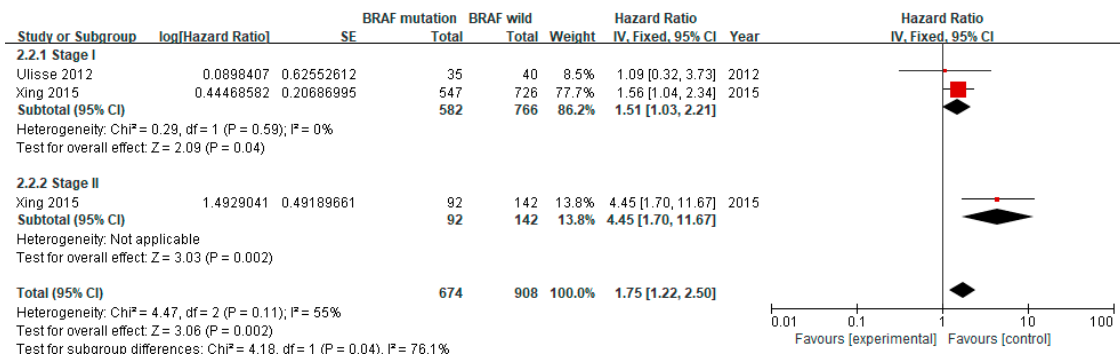 BRAF mutation BRAF wild Hazard Ratio Hazard Ratio
Study or Subgroup log[Hazard Ratio] SE Total Total Weight IV, Fixed, 95% CI Year IV, Fixed, 95% CI
2.2.1 Stage I
Ulisse 2012 0.0898407 0.62552612 35 40 8.5% 1.09 [0.32, 3.73] 2012
Xing 2015 0.44468582 0.20686995 547 726 77.7% 1.56 [1.04, 2.34] 2015
Subtotal (95% CI) 582 766 86.2% 1.51 [1.03, 2.21]
Heterogeneity: Chi² = 0.29, df = 1 (P = 0.59); I² = 0%
Test for overall effect: Z = 2.09 (P = 0.04)
2.2.2 Stage II
Xing 2015 1.4929041 0.49189661 92 142 13.8% 4.45 [1.70, 11.67] 2015
Subtotal (95% CI) 92 142 13.8% 4.45 [1.70, 11.67]
Heterogeneity: Not applicable
Test for overall effect: Z = 3.03 (P = 0.002)
Total (95% CI) 674 908 100.0% 1.75 [1.22, 2.50]
Heterogeneity: Chi² = 4.47, df = 2 (P = 0.11); I² = 55%
Test for overall effect: Z = 3.06 (P = 0.002)
Test for subgroup differences: Chi² = 4.18, df = 1 (P = 0.04), I² = 76.1%
0.01 0.1 1 10 100
Favours [experimental] Favours [control]